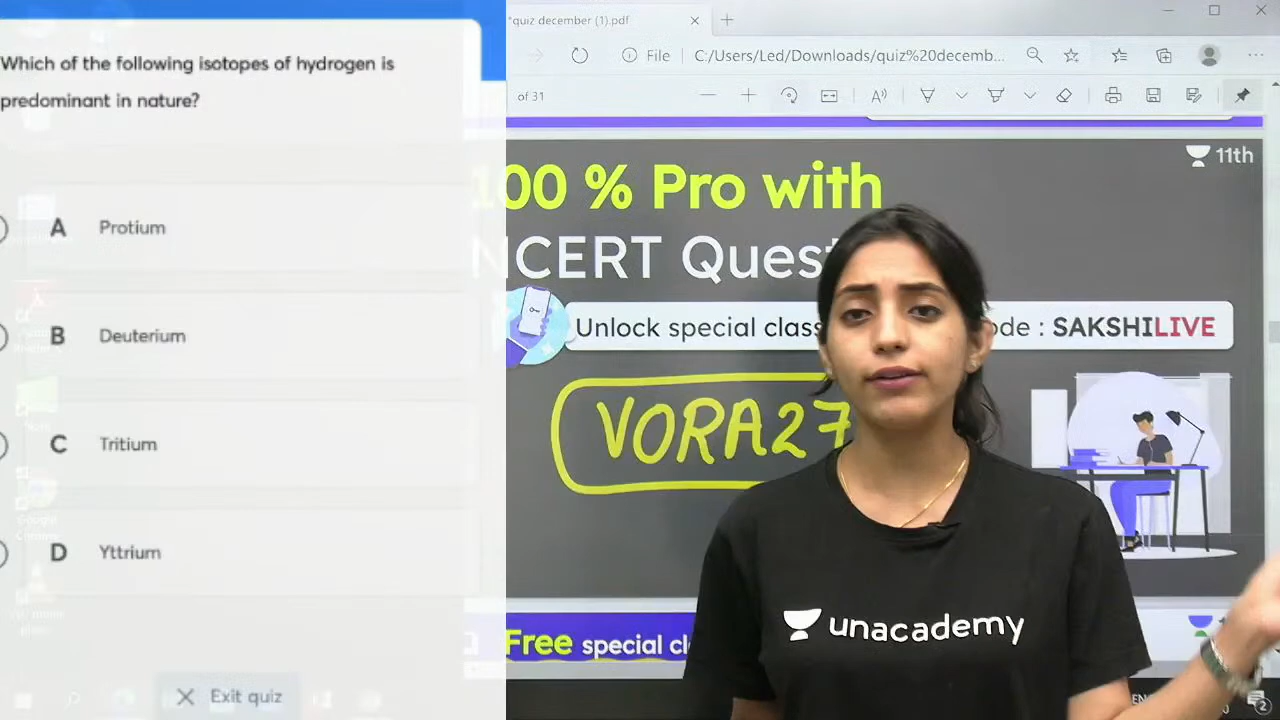 Which of the following isotopes of hydrogen is
predominant in nature?
A Protium
B Deuterium
C Tritium
D Yttrium
X Exit quiz
*quiz december (1).pdf
File C:/Users/Led/Downloads/quiz%20decemb...
of 31
11th
100 % Pro with
NCERT Quest
Unlock special class
ode : SAKSHILIVE
VORA27
Free special cl
unacademy